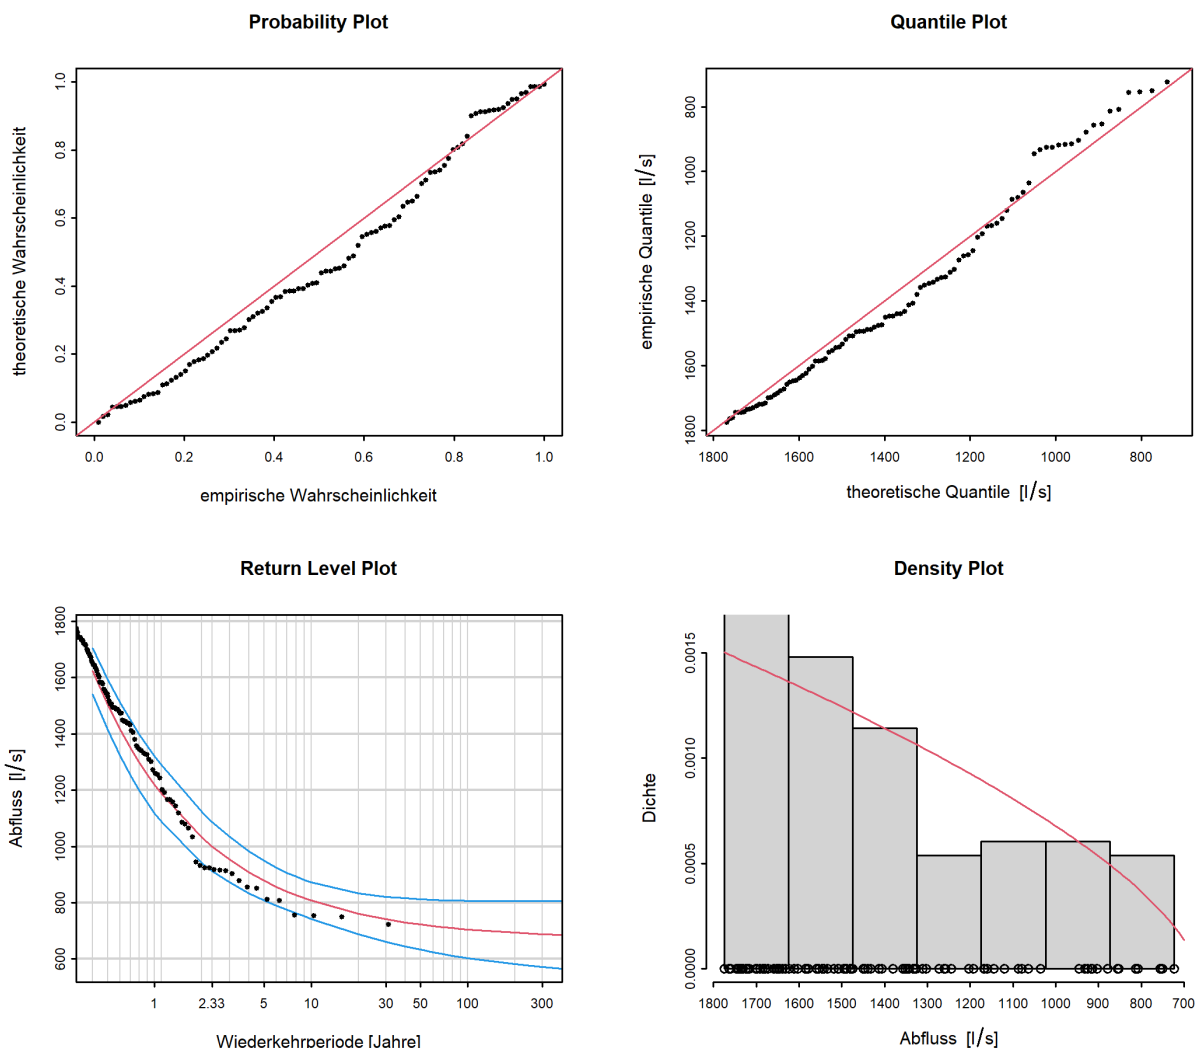 Probability Plot
theoretische Wahrscheinlichkeit
0.0 0.2 0.4 0.6 0.8 1.0
0.0 0.2 0.4 0.6 0.8 1.0
empirische Wahrscheinlichkeit
Quantile Plot
empirische Quantile [l/s]
1800 1600 1400 1200 1000 800
1800 1600 1400 1200 1000 800
theoretische Quantile [l/s]
Return Level Plot
Abfluss [l/s]
600 800 1000 1200 1400 1600 1800
1 2.33 5 10 30 50 100 300
Wiederkehrperiode [Jahre]
Density Plot
Dichte
0.0000 0.0005 0.0010 0.0015
1800 1700 1600 1500 1400 1300 1200 1100 1000 900 800 700
Abfluss [l/s]